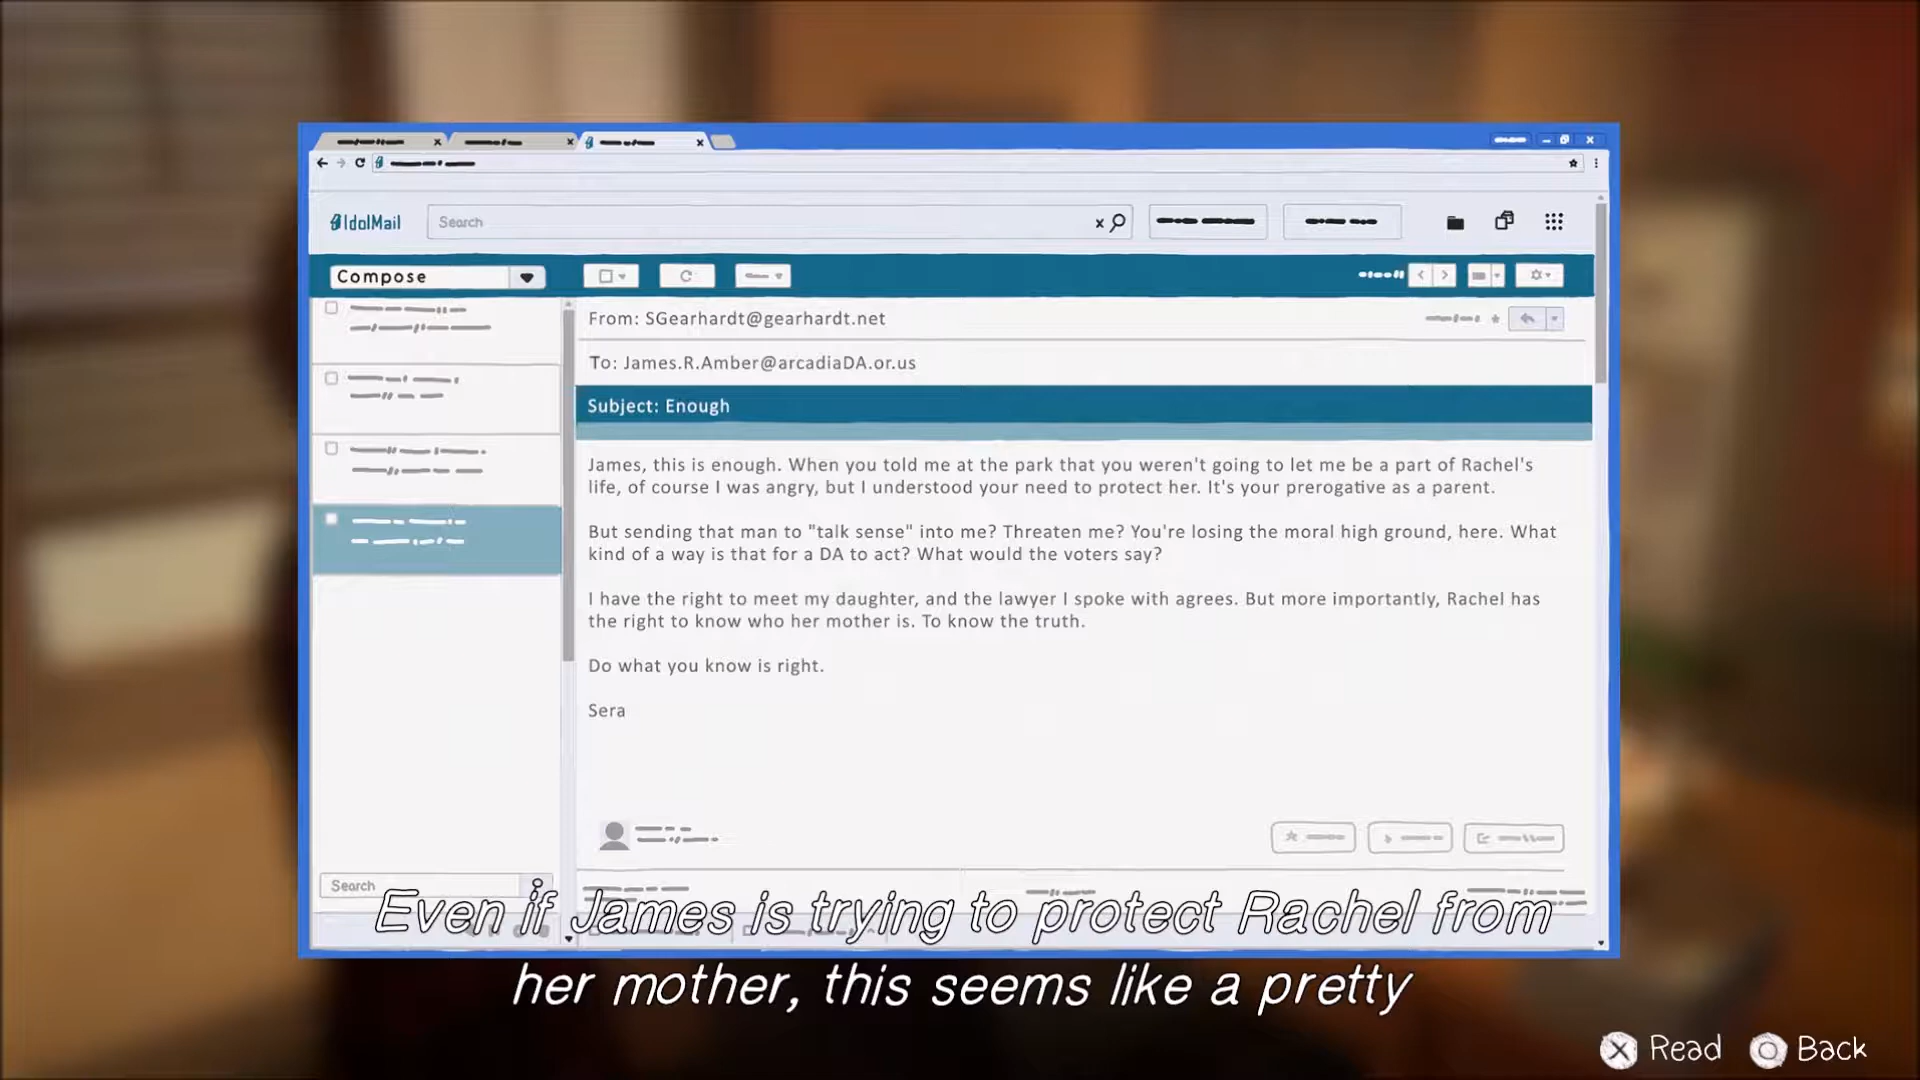 IdolMail
Search
Compose
From: SGearhardt@gearhardt.net
To: James.R.Amber@arcadiaDA.or.us
Subject: Enough
James, this is enough. When you told me at the park that you weren't going to let me be a part of Rachel's
life, of course I was angry, but I understood your need to protect her. It's your prerogative as a parent.
But sending that man to "talk sense" into me? Threaten me? You're losing the moral high ground, here. What
kind of a way is that for a DA to act? What would the voters say?
I have the right to meet my daughter, and the lawyer I spoke with agrees. But more importantly, Rachel has
the right to know who her mother is. To know the truth.
Do what you know is right.
Sera
Search
Even if James is trying to protect Rachel from
her mother, this seems like a pretty
Read
Back